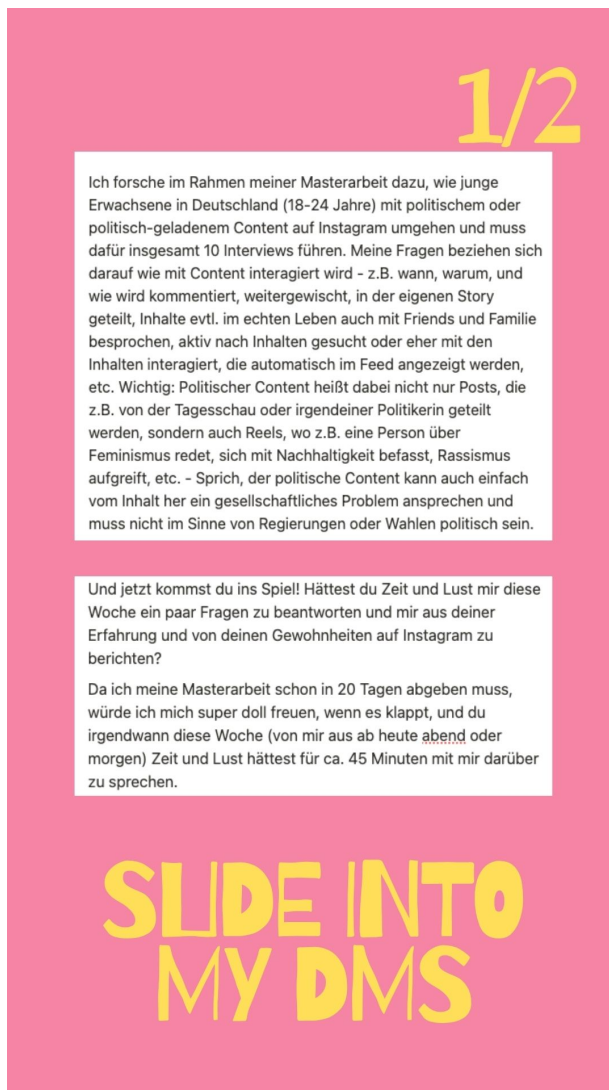 1/2
Ich forsche im Rahmen meiner Masterarbeit dazu, wie junge
Erwachsene in Deutschland (18-24 Jahre) mit politischem oder
politisch-geladenem Content auf Instagram umgehen und muss
dafür insgesamt 10 Interviews führen. Meine Fragen beziehen sich
darauf wie mit Content interagiert wird - z.B. wann, warum, und
wie wird kommentiert, weitergewischt, in der eigenen Story
geteilt, Inhalte evtl. im echten Leben auch mit Friends und Familie
besprochen, aktiv nach Inhalten gesucht oder eher mit den
Inhalten interagiert, die automatisch im Feed angezeigt werden,
etc. Wichtig: Politischer Content heißt dabei nicht nur Posts, die
z.B. von der Tagesschau oder irgendeiner Politikerin geteilt
werden, sondern auch Reels, wo z.B. eine Person über
Feminismus redet, sich mit Nachhaltigkeit befasst, Rassismus
aufgreift, etc. - Sprich, der politische Content kann auch einfach
vom Inhalt her ein gesellschaftliches Problem ansprechen und
muss nicht im Sinne von Regierungen oder Wahlen politisch sein.
Und jetzt kommst du ins Spiel! Hättest du Zeit und Lust mir diese
Woche ein paar Fragen zu beantworten und mir aus deiner
Erfahrung und von deinen Gewohnheiten auf Instagram zu
berichten?
Da ich meine Masterarbeit schon in 20 Tagen abgeben muss,
würde ich mich super doll freuen, wenn es klappt, und du
irgendwann diese Woche (von mir aus ab heute abend oder
morgen) Zeit und Lust hättest für ca. 45 Minuten mit mir darüber
zu sprechen.
SLIDE INTO
MY DMS